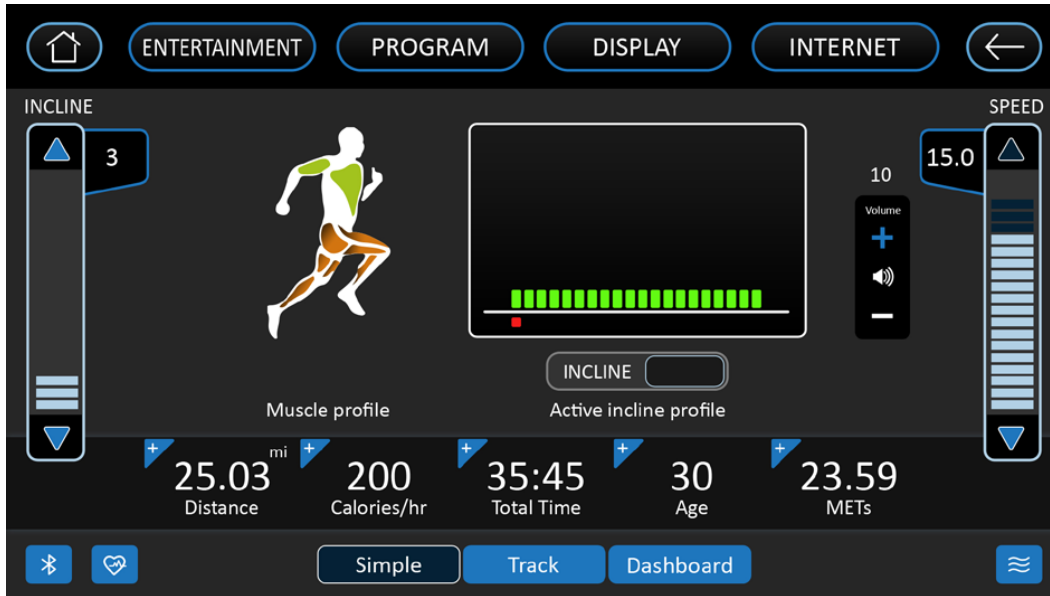 ENTERTAINMENT PROGRAM DISPLAY INTERNET
INCLINE SPEED
3 15.0
10
Volume
INCLINE
Muscle profile Active incline profile
25.03 mi 200 35:45 30 23.59
Distance Calories/hr Total Time Age METs
Simple Track Dashboard